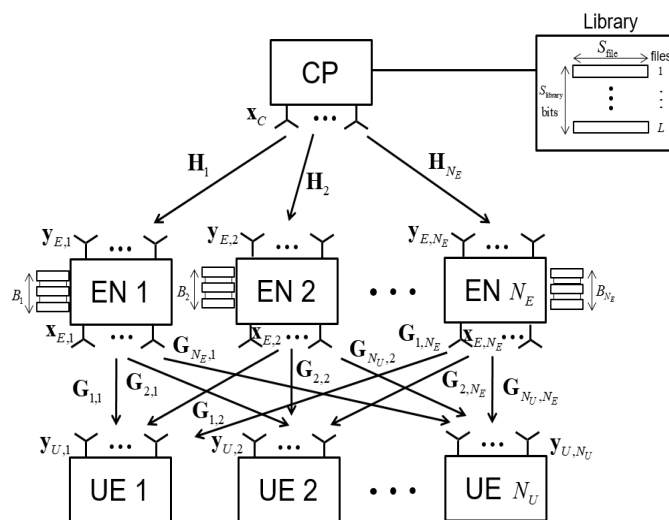 Library
S_file
files
CP
1
S_library
bits
L
x_C
H_1
H_2
H_{N_E}
y_{E,1}
y_{E,2}
y_{E,N_E}
B_1
EN 1
B_2
EN 2
EN N_E
B_{N_E}
x_{E,1}
x_{E,2}
x_{E,N_E}
G_{N_E,1}
G_{1,N_E}
G_{N_U,2}
G_{1,1}
G_{2,1}
G_{2,2}
G_{2,N_E}
G_{N_U,N_E}
G_{1,2}
y_{U,1}
y_{U,2}
y_{U,N_U}
UE 1
UE 2
UE N_U